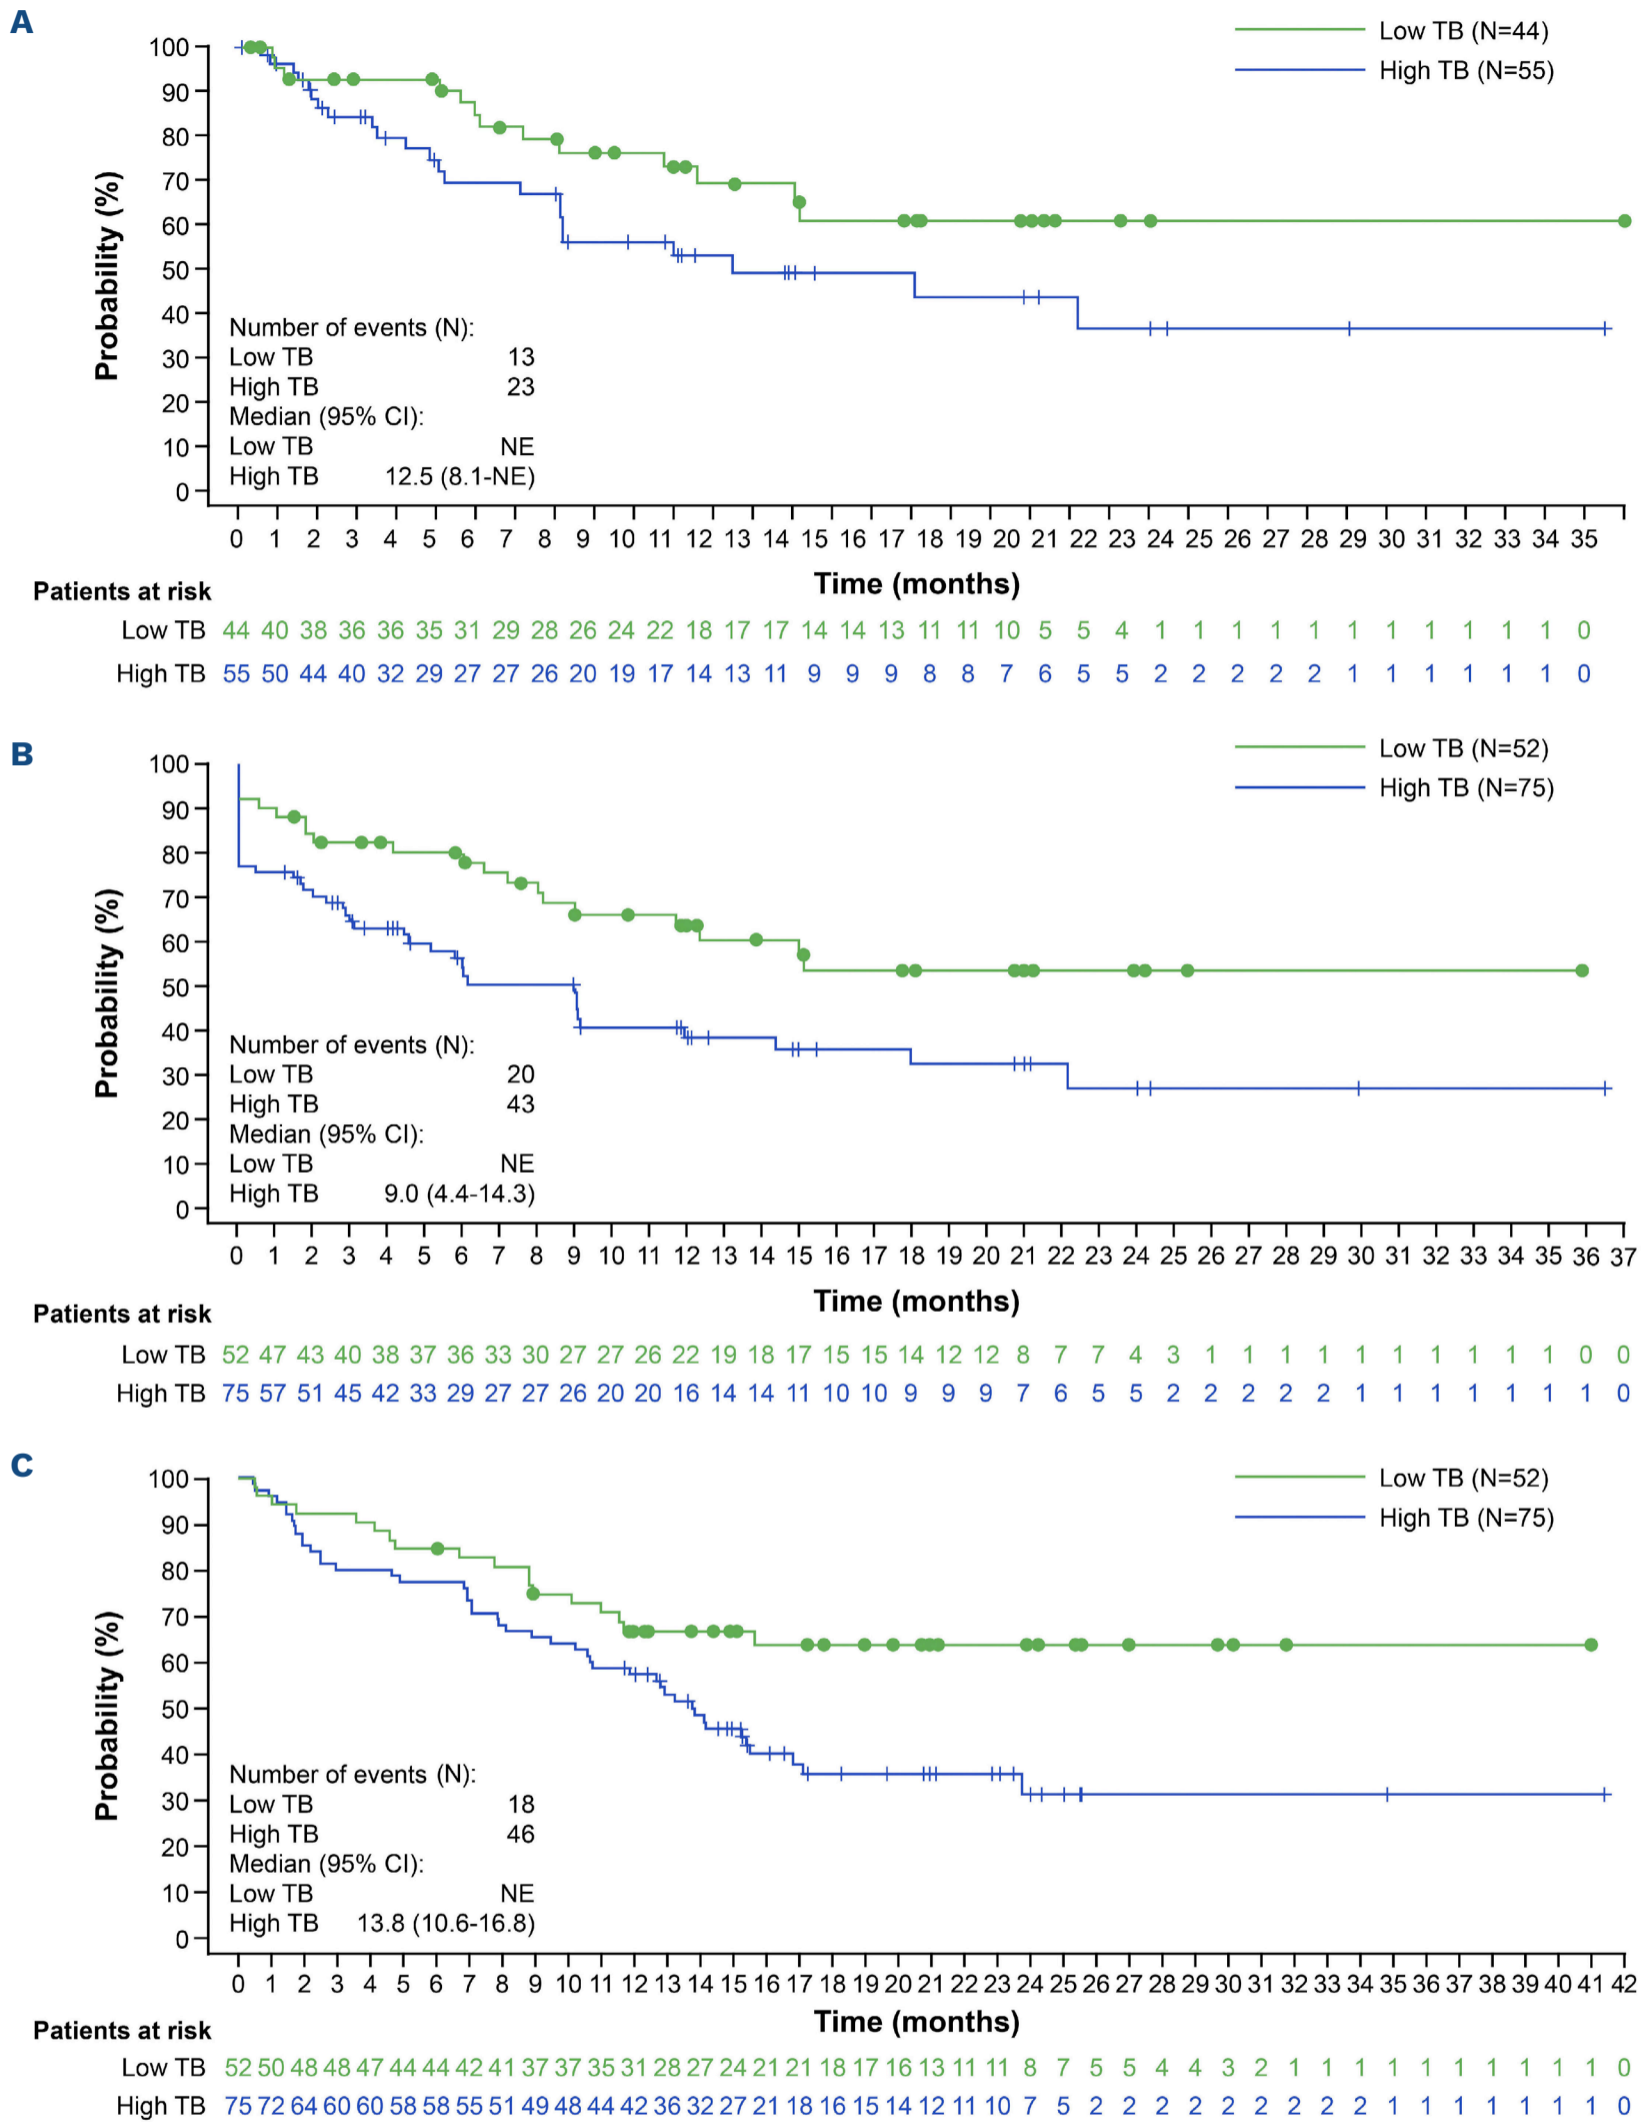 A
Low TB (N=44)
High TB (N=55)
Probability (%)
100
90
80
70
60
50
40
30
20
10
0
Number of events (N):
Low TB 13
High TB 23
Median (95% CI):
Low TB NE
High TB 12.5 (8.1-NE)
0 1 2 3 4 5 6 7 8 9 10 11 12 13 14 15 16 17 18 19 20 21 22 23 24 25 26 27 28 29 30 31 32 33 34 35
Time (months)
Patients at risk
Low TB 44 40 38 36 36 35 31 29 28 26 24 22 18 17 17 14 14 13 11 11 10 5 5 4 1 1 1 1 1 1 1 1 1 1 1 0
High TB 55 50 44 40 32 29 27 27 26 20 19 17 14 13 11 9 9 9 8 8 7 6 5 5 2 2 2 2 2 1 1 1 1 1 1 0
B
Low TB (N=52)
High TB (N=75)
Probability (%)
100
90
80
70
60
50
40
30
20
10
0
Number of events (N):
Low TB 20
High TB 43
Median (95% CI):
Low TB NE
High TB 9.0 (4.4-14.3)
0 1 2 3 4 5 6 7 8 9 10 11 12 13 14 15 16 17 18 19 20 21 22 23 24 25 26 27 28 29 30 31 32 33 34 35 36 37
Time (months)
Patients at risk
Low TB 52 47 43 40 38 37 36 33 30 27 27 26 22 19 18 17 15 15 14 12 12 8 7 7 4 3 1 1 1 1 1 1 1 1 1 1 0 0
High TB 75 57 51 45 42 33 29 27 27 26 20 20 16 14 14 11 10 10 9 9 9 7 6 5 5 2 2 2 2 2 1 1 1 1 1 1 1 0
C
Low TB (N=52)
High TB (N=75)
Probability (%)
100
90
80
70
60
50
40
30
20
10
0
Number of events (N):
Low TB 18
High TB 46
Median (95% CI):
Low TB NE
High TB 13.8 (10.6-16.8)
0 1 2 3 4 5 6 7 8 9 10 11 12 13 14 15 16 17 18 19 20 21 22 23 24 25 26 27 28 29 30 31 32 33 34 35 36 37 38 39 40 41 42
Time (months)
Patients at risk
Low TB 52 50 48 48 47 44 44 42 41 37 37 35 31 28 27 24 21 21 18 17 16 13 11 11 8 7 5 5 4 4 3 2 1 1 1 1 1 1 1 1 1 1 0
High TB 75 72 64 60 60 58 58 55 51 49 48 44 42 36 32 27 21 18 16 15 14 12 11 10 7 5 2 2 2 2 2 2 2 2 2 1 1 1 1 1 1 1 0